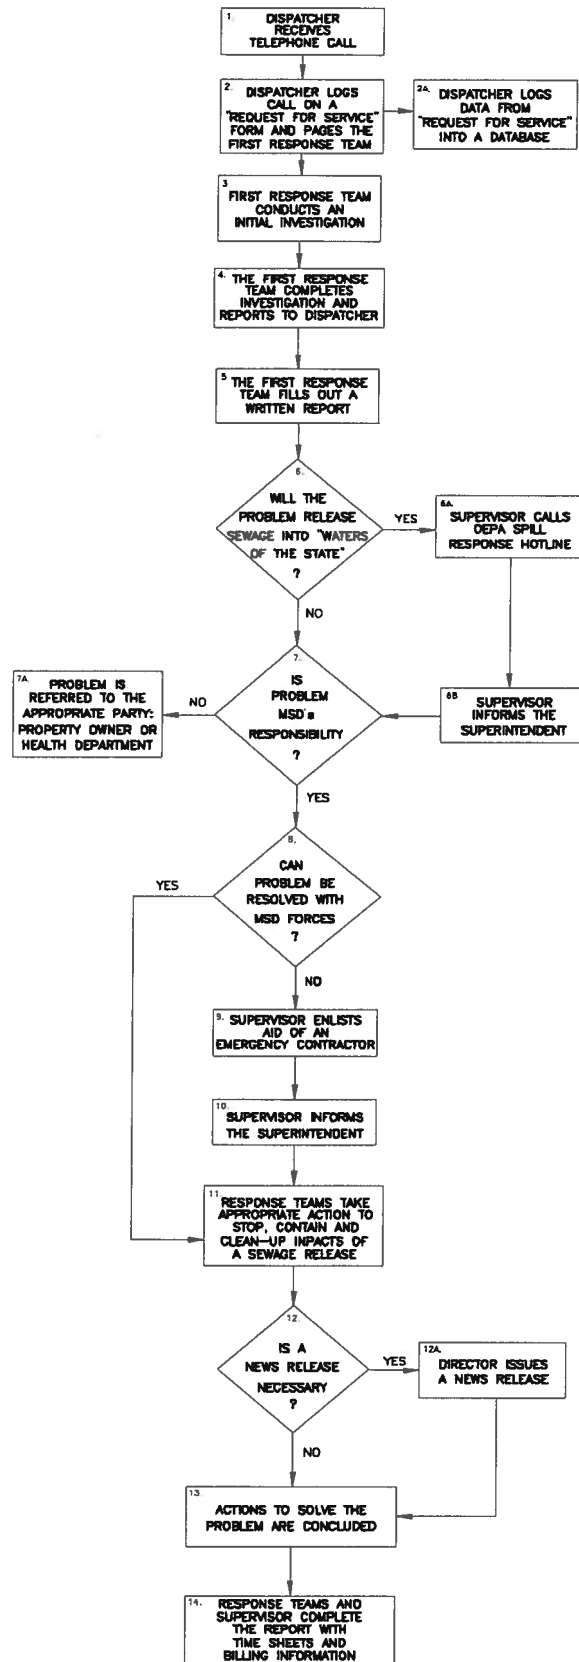 1. DISPATCHER
RECEIVES
TELEPHONE CALL
2. DISPATCHER LOGS
CALL ON A
"REQUEST FOR SERVICE"
FORM AND PAGES THE
FIRST RESPONSE TEAM
2A. DISPATCHER LOGS
DATA FROM
"REQUEST FOR SERVICE"
INTO A DATABASE
3
FIRST RESPONSE TEAM
CONDUCTS AN
INITIAL INVESTIGATION
4. THE FIRST RESPONSE
TEAM COMPLETES
INVESTIGATION AND
REPORTS TO DISPATCHER
5 THE FIRST RESPONSE
TEAM FILLS OUT A
WRITTEN REPORT
6.
WILL THE
PROBLEM RELEASE
SEWAGE INTO "WATERS
OF THE STATE"
?
YES
6A.
SUPERVISOR CALLS
OEPA SPILL
RESPONSE HOTLINE
NO
6B
SUPERVISOR
INFORMS THE
SUPERINTENDENT
7.
IS
PROBLEM
MSD's
RESPONSIBILITY
?
NO
7A. PROBLEM IS
REFERRED TO THE
APPROPRIATE PARTY:
PROPERTY OWNER OR
HEALTH DEPARTMENT
YES
8.
CAN
PROBLEM BE
RESOLVED WITH
MSD FORCES
?
YES
NO
9. SUPERVISOR ENLISTS
AID OF AN
EMERGENCY CONTRACTOR
10.
SUPERVISOR INFORMS
THE SUPERINTENDENT
11. RESPONSE TEAMS TAKE
APPROPRIATE ACTION TO
STOP, CONTAIN AND
CLEAN-UP INPACTS OF
A SEWAGE RELEASE
12.
IS A
NEWS RELEASE
NECESSARY
?
YES
12A.
DIRECTOR ISSUES
A NEWS RELEASE
NO
13.
ACTIONS TO SOLVE THE
PROBLEM ARE CONCLUDED
14. RESPONSE TEAMS AND
SUPERVISOR COMPLETE
THE REPORT WITH
TIME SHEETS AND
BILLING INFORMATION